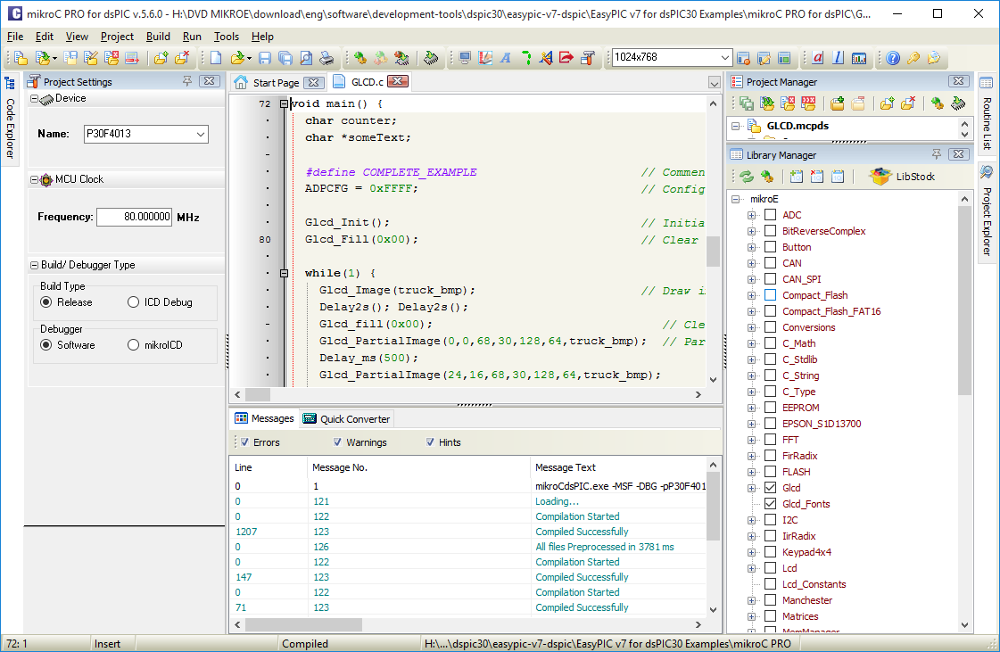 mikroC PRO for dsPIC v.5.6.0 - H:\DVD MIKROE\download\eng\software\development-tools\dspic30\easypic-v7-dspic\EasyPIC v7 for dsPIC30 Examples\mikroC PRO for dsPIC\G...
File Edit View Project Build Run Tools Help
1024x768
Code Explorer
Project Settings
Device
Name: P30F4013
MCU Clock
Frequency: 80.000000 MHz
Build/ Debugger Type
Build Type
Release ICD Debug
Debugger
Software mikroICD
Start Page GLCD.c
72 void main() {
char counter;
char *someText;
#define COMPLETE_EXAMPLE // Commen
ADPCFG = 0xFFFF; // Config
Glcd_Init(); // Initia
80 Glcd_Fill(0x00); // Clear
while(1) {
Glcd_Image(truck_bmp); // Draw i
Delay2s(); Delay2s();
Glcd_fill(0x00); // Cle
Glcd_PartialImage(0,0,68,30,128,64,truck_bmp); // Par
Delay_ms(500);
Glcd_PartialImage(24,16,68,30,128,64,truck_bmp);
Messages Quick Converter
Errors Warnings Hints
Line Message No. Message Text
0 1 mikroCdsPIC.exe -MSF -DBG -pP30F401
0 121 Loading...
0 122 Compilation Started
1207 123 Compiled Successfully
0 126 All files Preprocessed in 3781 ms
0 122 Compilation Started
147 123 Compiled Successfully
0 122 Compilation Started
71 123 Compiled Successfully
Project Manager
GLCD.mcpds
Library Manager
LibStock
mikroE
ADC
BitReverseComplex
Button
CAN
CAN_SPI
Compact_Flash
Compact_Flash_FAT16
Conversions
C_Math
C_Stdlib
C_String
C_Type
EEPROM
EPSON_S1D13700
FFT
FirRadix
FLASH
Glcd
Glcd_Fonts
I2C
IirRadix
Keypad4x4
Lcd
Lcd_Constants
Manchester
Matrices
MemManager
Routine List
Project Explorer
72: 1 Insert Compiled H:\...\dspic30\easypic-v7-dspic\EasyPIC v7 for dsPIC30 Examples\mikroC PRO